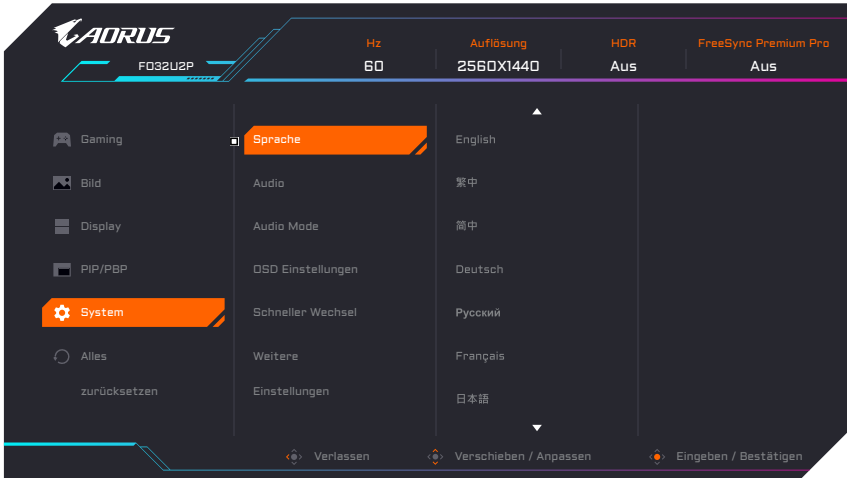 AORUS
FO32U2P
Hz
60
Auflösung
2560X1440
HDR
Aus
FreeSync Premium Pro
Aus
Gaming
Bild
Display
PIP/PBP
System
Alles
zurücksetzen
Sprache
Audio
Audio Mode
OSD Einstellungen
Schneller Wechsel
Weitere
Einstellungen
English
繁中
简中
Deutsch
Русский
Français
日本語
Verlassen
Verschieben / Anpassen
Eingeben / Bestätigen